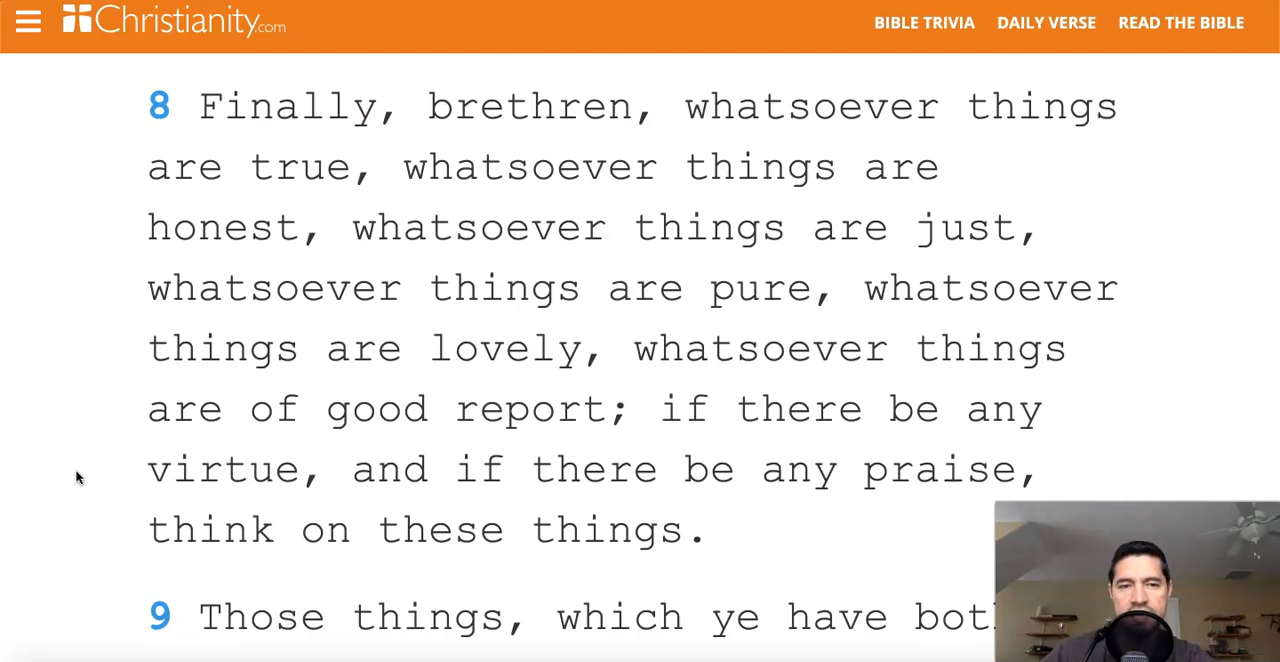 Christianity.com
BIBLE TRIVIA DAILY VERSE READ THE BIBLE
8 Finally, brethren, whatsoever things
are true, whatsoever things are
honest, whatsoever things are just,
whatsoever things are pure, whatsoever
things are lovely, whatsoever things
are of good report; if there be any
virtue, and if there be any praise,
think on these things.
9 Those things, which ye have